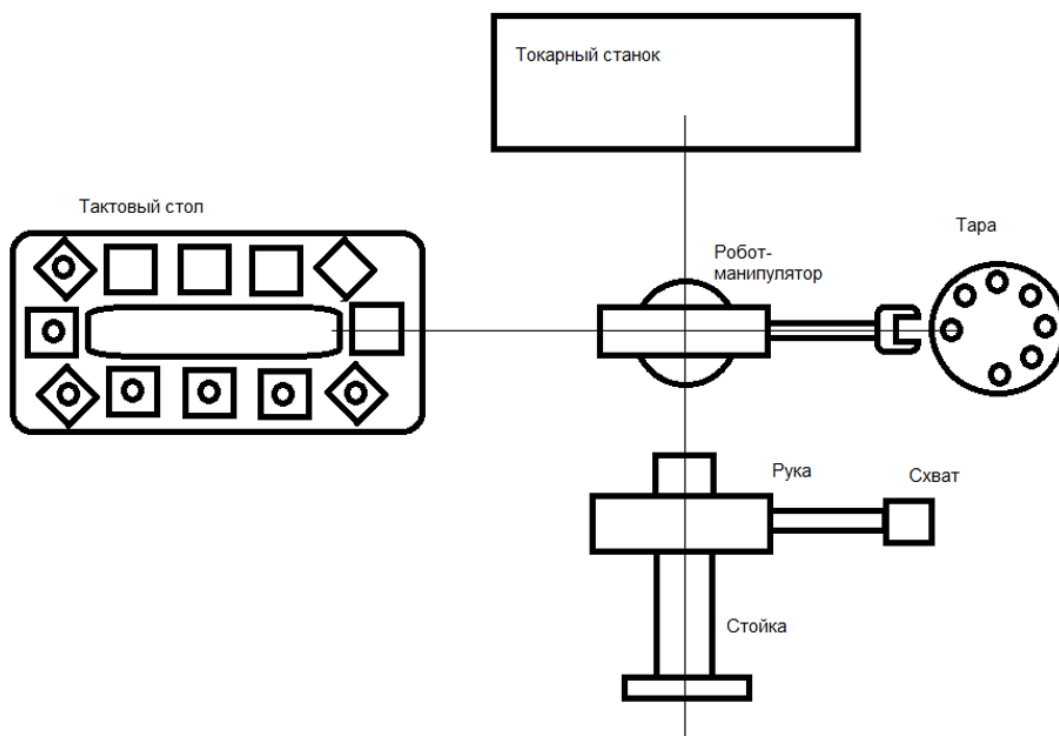 Токарный станок
Тактовый стол
Тара
Робот-
манипулятор
Рука
Схват
Стойка